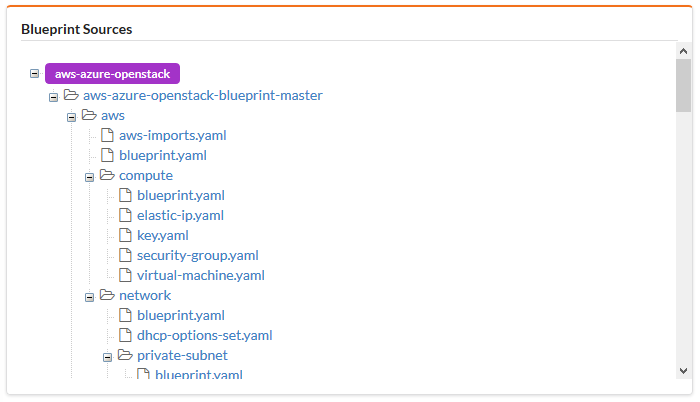 Blueprint Sources
aws-azure-openstack
aws-azure-openstack-blueprint-master
aws
aws-imports.yaml
blueprint.yaml
compute
blueprint.yaml
elastic-ip.yaml
key.yaml
security-group.yaml
virtual-machine.yaml
network
blueprint.yaml
dhcp-options-set.yaml
private-subnet
blueprint.yaml